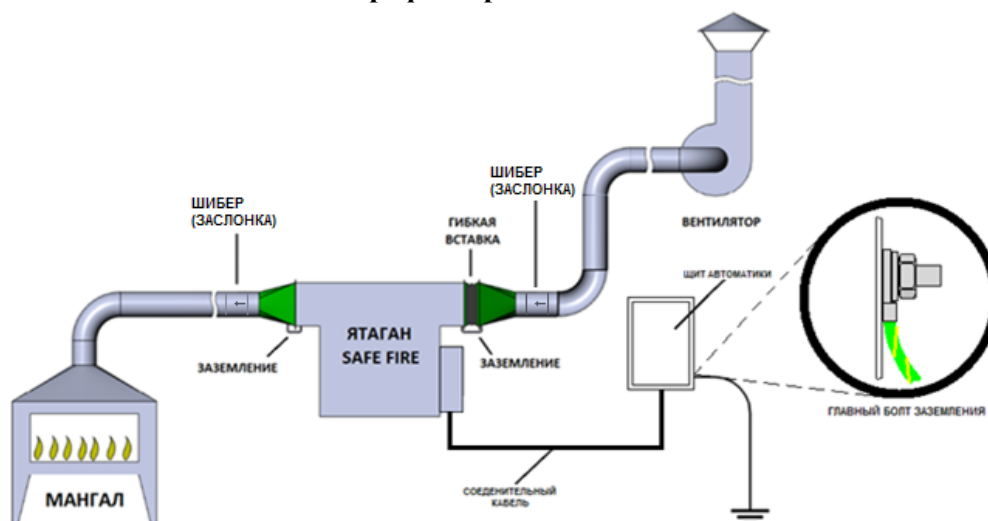 ШИБЕР
(ЗАСЛОНКА)
ШИБЕР
(ЗАСЛОНКА)
ГИБКАЯ
ВСТАВКА
ВЕНТИЛЯТОР
ЩИТ АВТОМАТИКИ
ЯТАГАН
SAFE FIRE
ЗАЗЕМЛЕНИЕ
ЗАЗЕМЛЕНИЕ
ГЛАВНЫЙ БОЛТ ЗАЗЕМЛЕНИЯ
СОЕДЕНИТЕЛЬНЫЙ
КАБЕЛЬ
МАНГАЛ